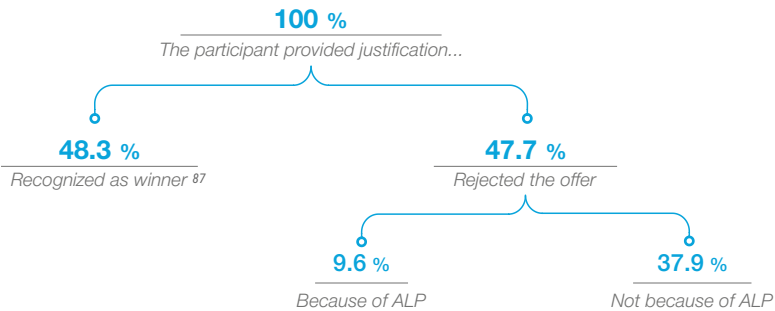 100 %
The participant provided justification...
48.3 %
Recognized as winner 87
47.7 %
Rejected the offer
9.6 %
Because of ALP
37.9 %
Not because of ALP